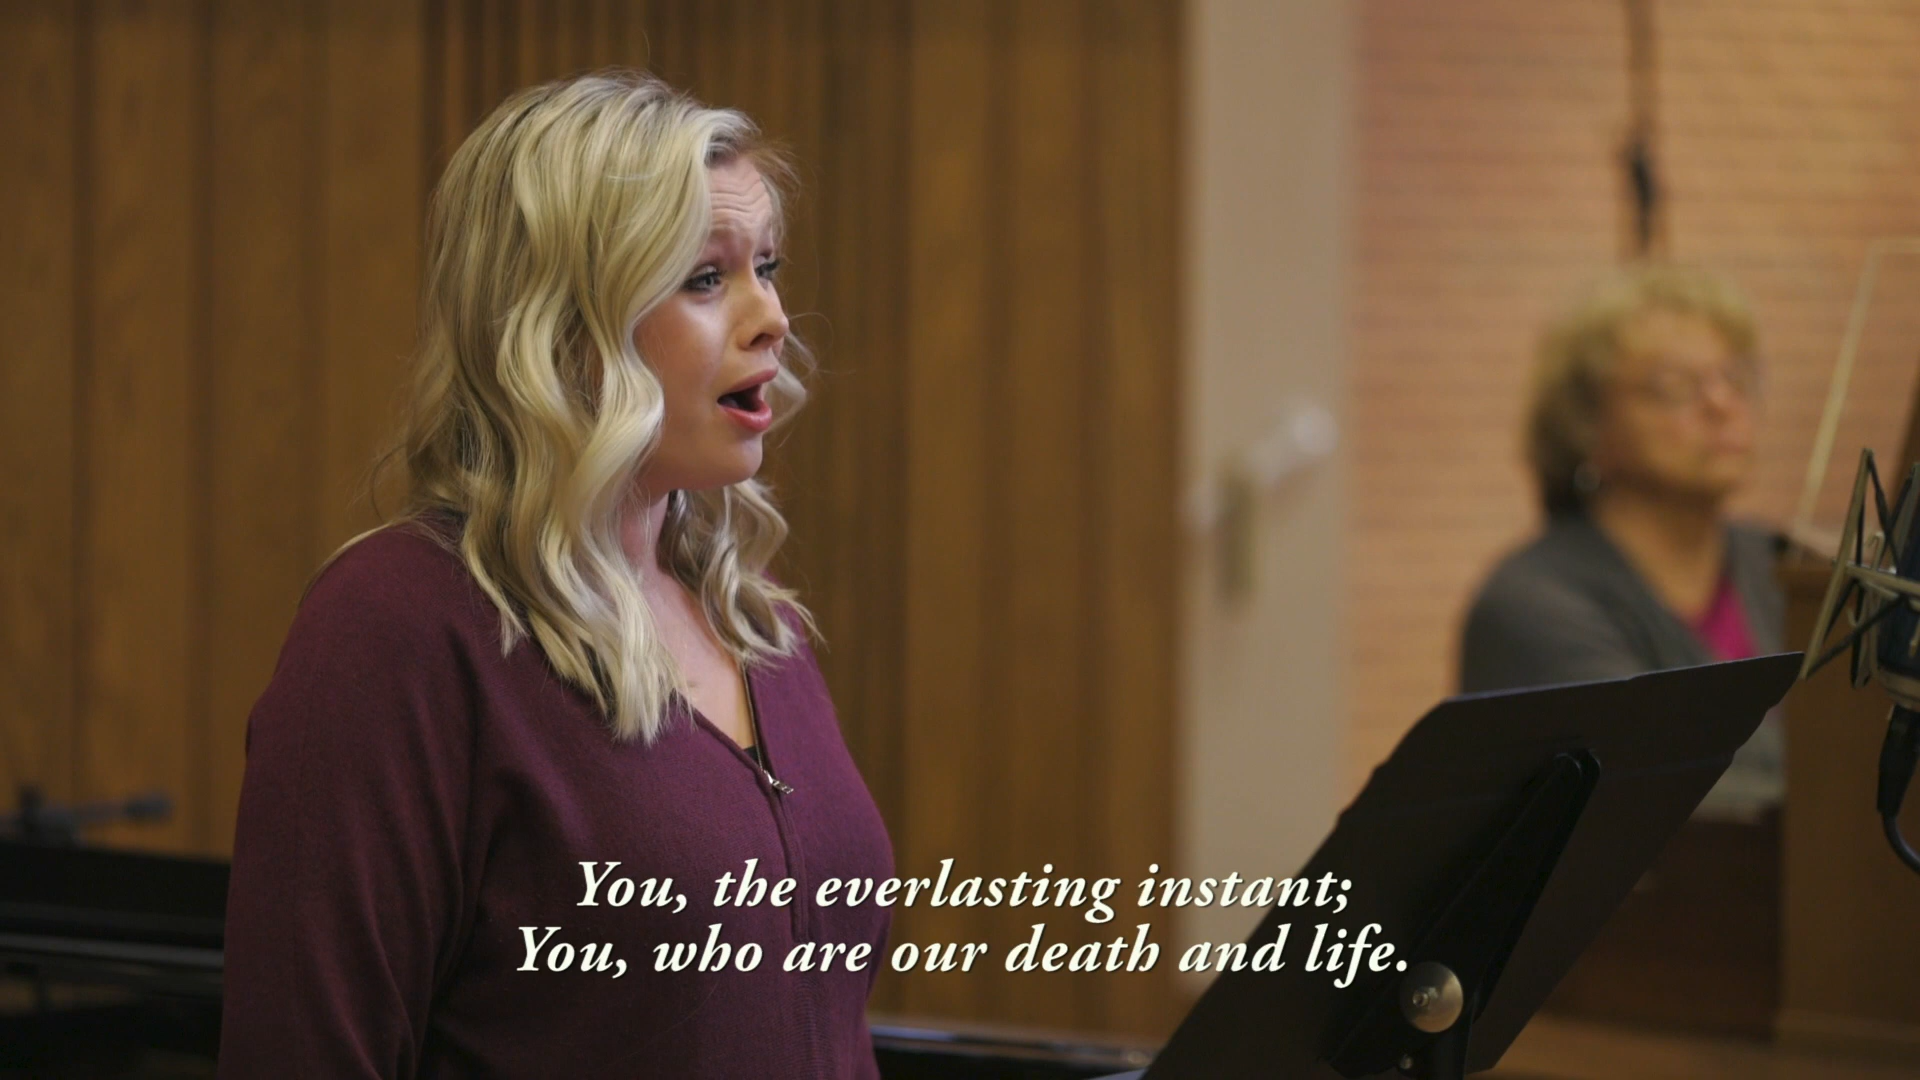 You, the everlasting instant;
You, who are our death and life.